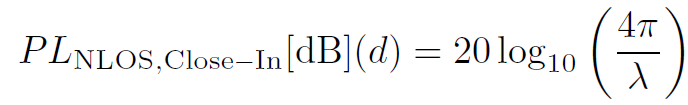 PL_{NLOS,Close−In}[dB](d) = 20 log_{10} (4π/λ)